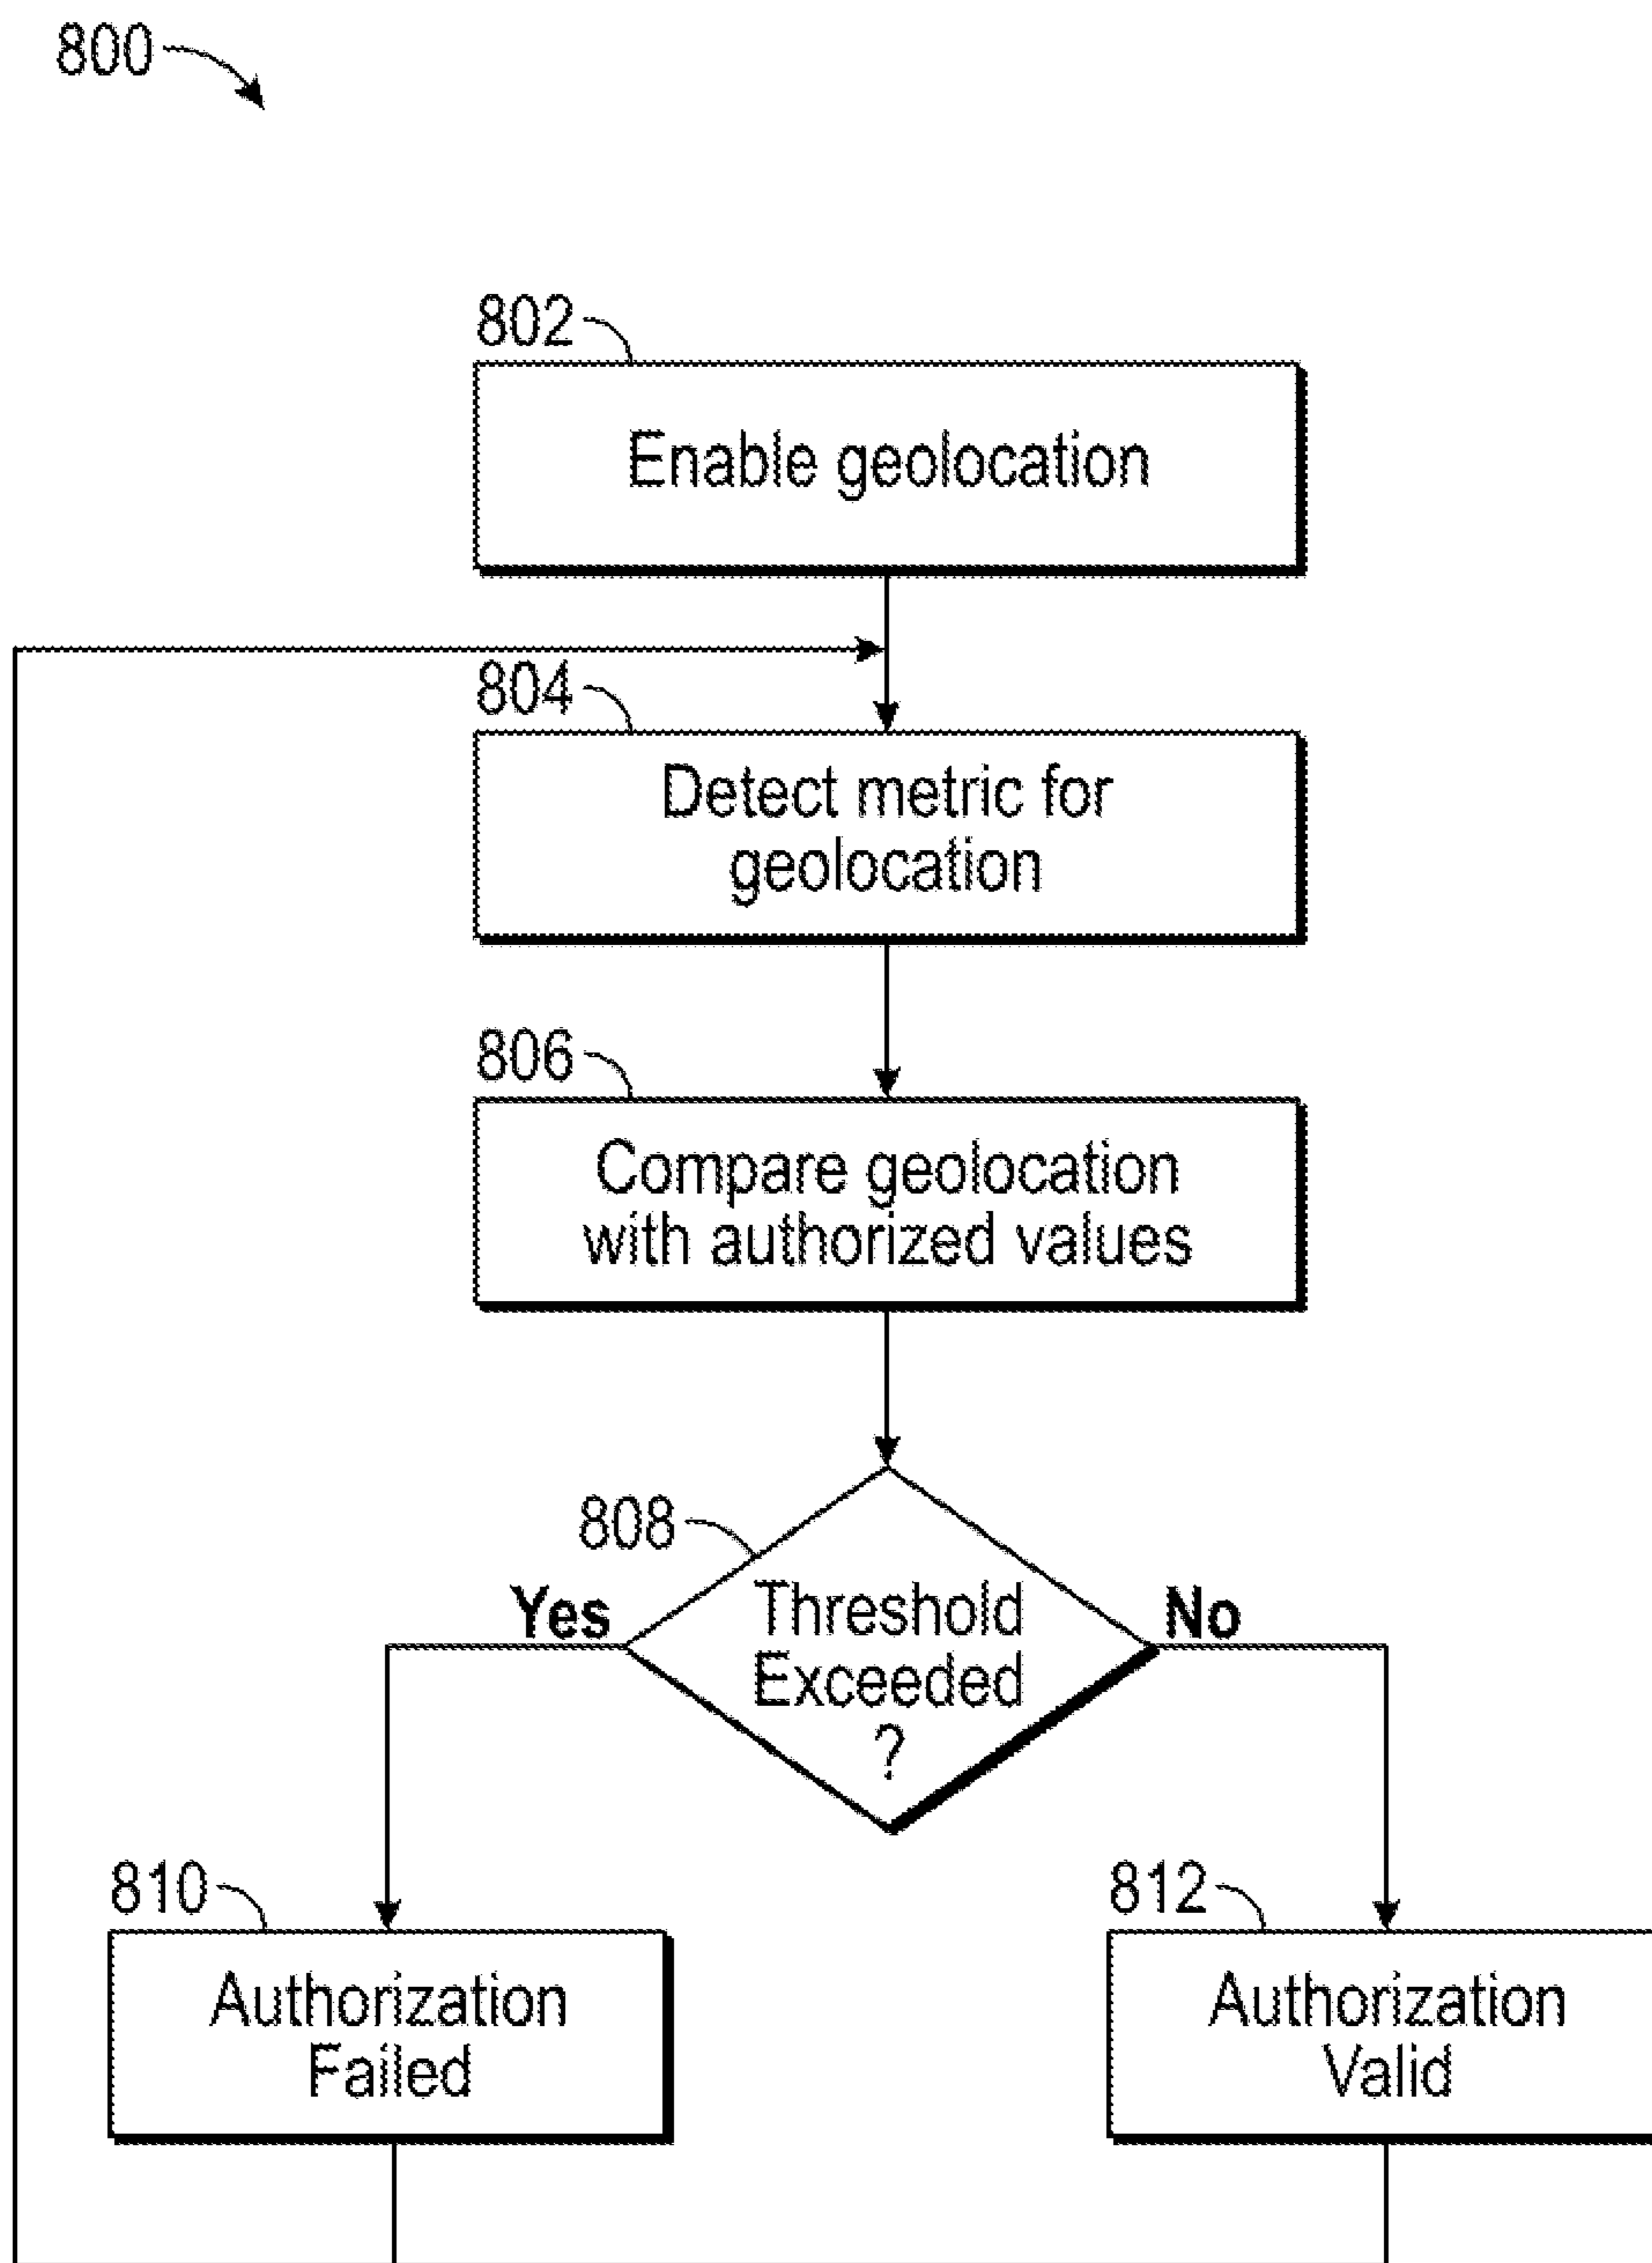 800
802
Enable geolocation
804
Detect metric for
geolocation
806
Compare geolocation
with authorized values
808
Yes
Threshold
Exceeded
?
No
810
Authorization
Failed
812
Authorization
Valid